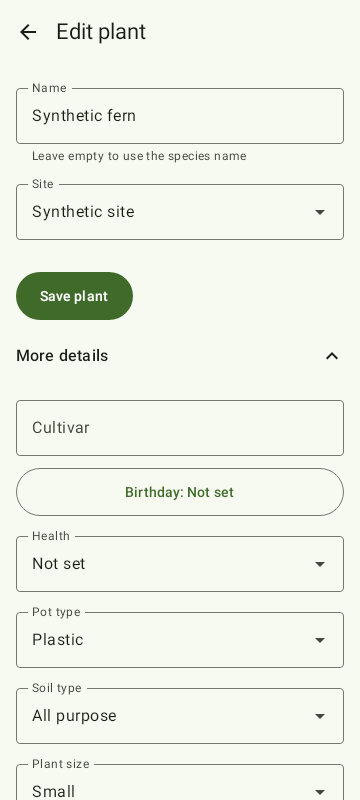 Edit plant
Name
Synthetic fern
Leave empty to use the species name
Site
Synthetic site
Save plant
More details
Cultivar
Birthday: Not set
Health
Not set
Pot type
Plastic
Soil type
All purpose
Plant size
Small